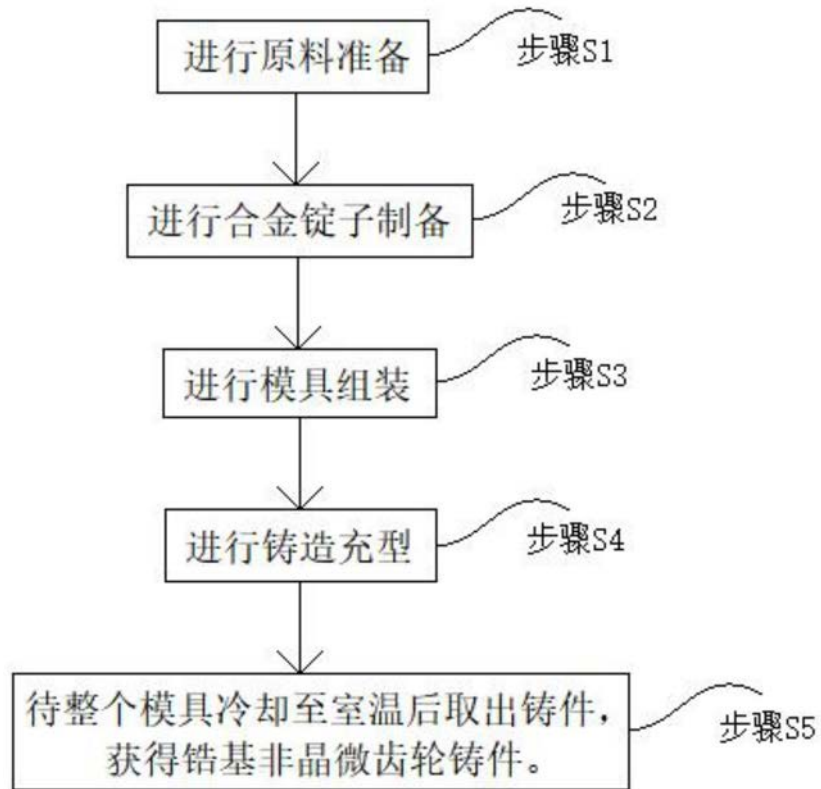 进行原料准备
步骤S1
进行合金锭子制备
步骤S2
进行模具组装
步骤S3
进行铸造充型
步骤S4
待整个模具冷却至室温后取出铸件，
获得锆基非晶微齿轮铸件。
步骤S5